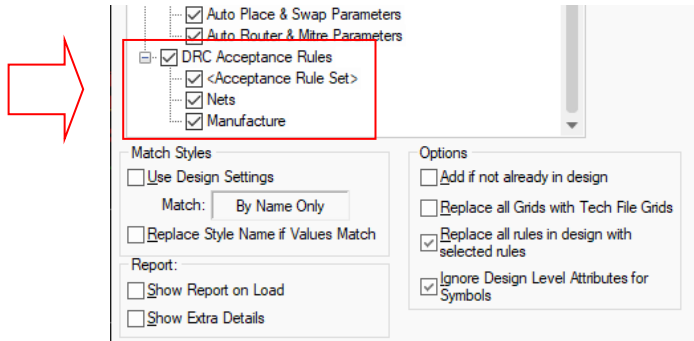 Auto Place & Swap Parameters
Auto Router & Mitre Parameters
DRC Acceptance Rules
<Acceptance Rule Set>
Nets
Manufacture
Match Styles
Use Design Settings
Match: By Name Only
Replace Style Name if Values Match
Report:
Show Report on Load
Show Extra Details
Options
Add if not already in design
Replace all Grids with Tech File Grids
Replace all rules in design with
selected rules
Ignore Design Level Attributes for
Symbols